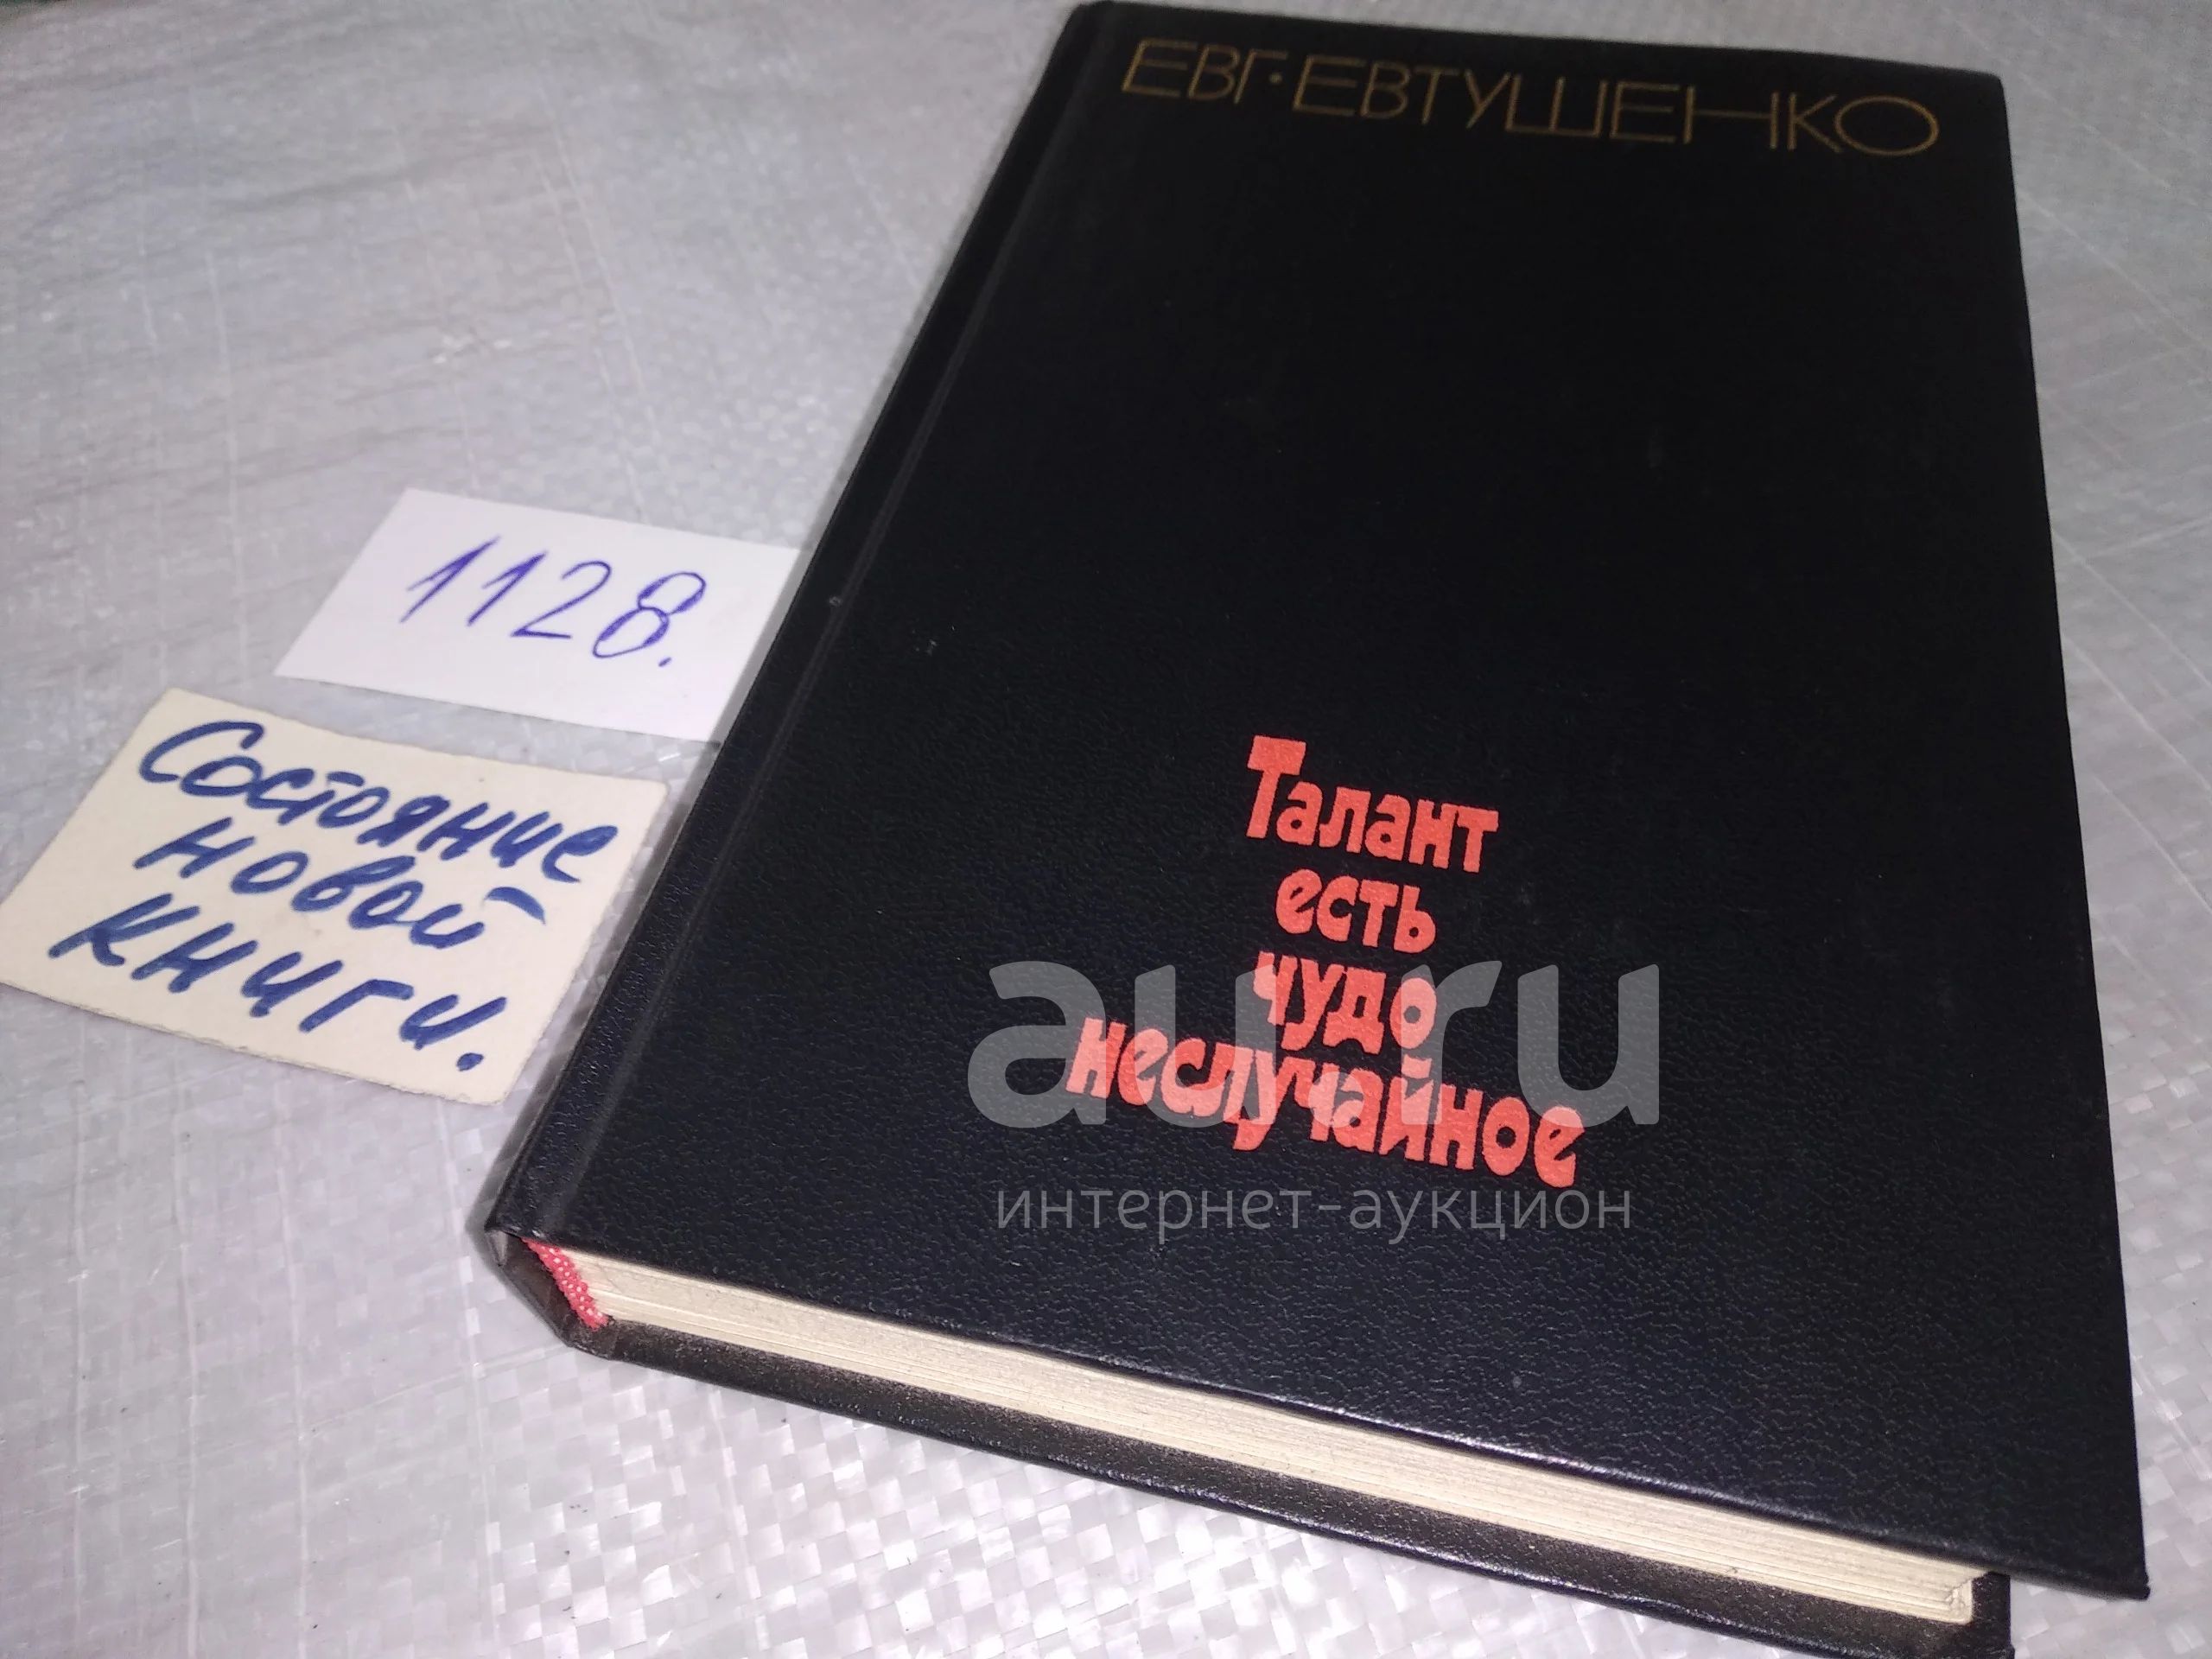 ЕВГ·ЕВТУШЕНКО
1128.
Состояние
новой
книги.
Талант
есть
чудо
неслучайное
au.ru
интернет-аукцион